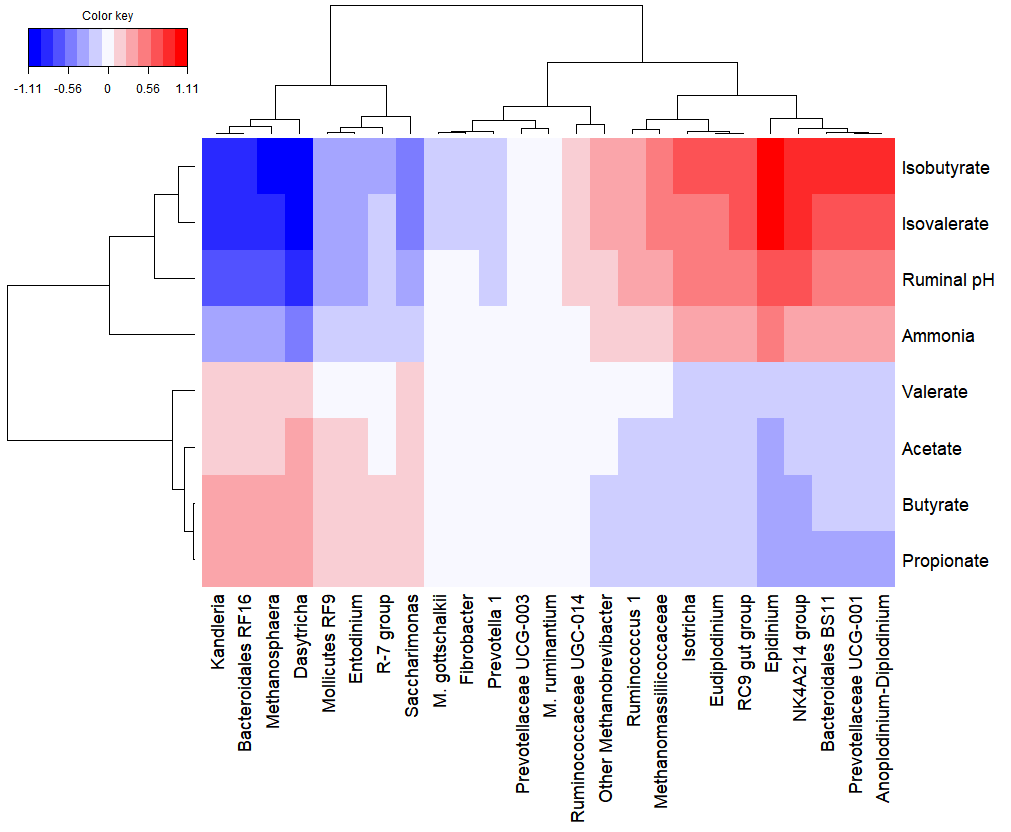 Color key
-1.11 -0.56 0 0.56 1.11
Isobutyrate
Isovalerate
Ruminal pH
Ammonia
Valerate
Acetate
Butyrate
Propionate
Kandleria
Bacteroidales RF16
Methanosphaera
Dasytricha
Mollicutes RF9
Entodinium
R-7 group
Saccharimonas
M. gottschalkii
Fibrobacter
Prevotella 1
Prevotellaceae UCG-003
M. ruminantium
Ruminococcaceae UGC-014
Other Methanobrevibacter
Ruminococcus 1
Methanomassiliicoccaceae
Isotricha
Eudiplodinium
RC9 gut group
Epidinium
NK4A214 group
Bacteroidales BS11
Prevotellaceae UCG-001
Anoplodinium-Diplodinium